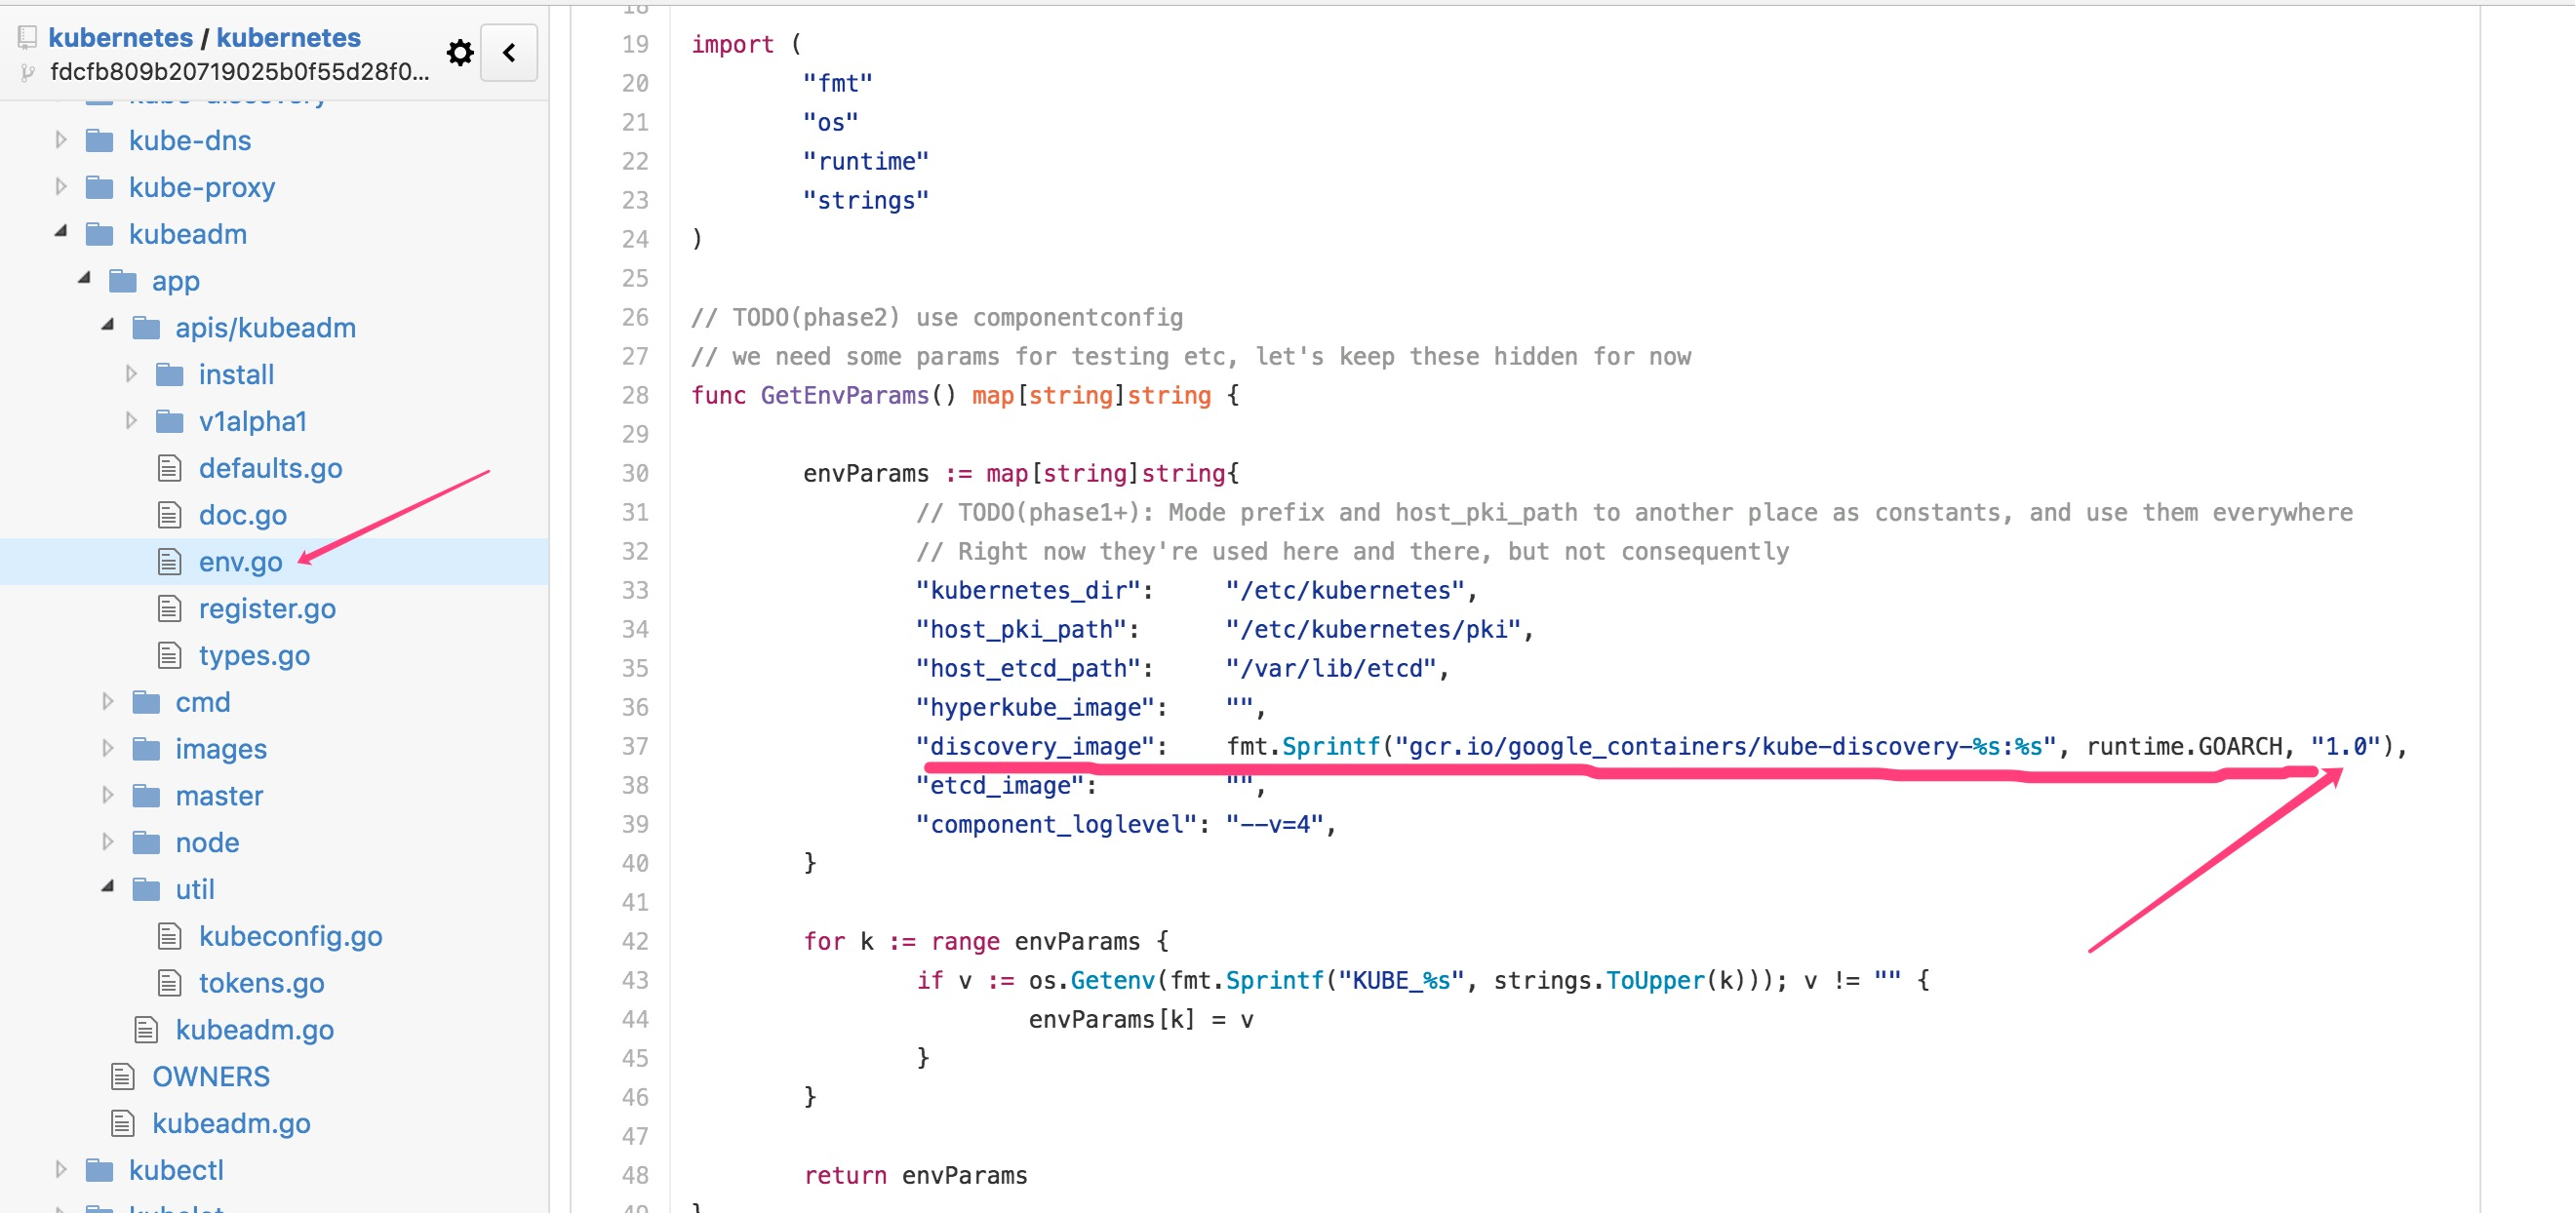 kubernetes / kubernetes
fdcfb809b20719025b0f55d28f0...
kube-discovery
kube-dns
kube-proxy
kubeadm
app
apis/kubeadm
install
v1alpha1
defaults.go
doc.go
env.go
register.go
types.go
cmd
images
master
node
util
kubeconfig.go
tokens.go
kubeadm.go
OWNERS
kubeadm.go
kubectl
kubelet
18
19 import (
20 "fmt"
21 "os"
22 "runtime"
23 "strings"
24 )
25
26 // TODO(phase2) use componentconfig
27 // we need some params for testing etc, let's keep these hidden for now
28 func GetEnvParams() map[string]string {
29
30 envParams := map[string]string{
31 // TODO(phase1+): Mode prefix and host_pki_path to another place as constants, and use them everywhere
32 // Right now they're used here and there, but not consequently
33 "kubernetes_dir": "/etc/kubernetes",
34 "host_pki_path": "/etc/kubernetes/pki",
35 "host_etcd_path": "/var/lib/etcd",
36 "hyperkube_image": "",
37 "discovery_image": fmt.Sprintf("gcr.io/google_containers/kube-discovery-%s:%s", runtime.GOARCH, "1.0"),
38 "etcd_image": "",
39 "component_loglevel": "--v=4",
40 }
41
42 for k := range envParams {
43 if v := os.Getenv(fmt.Sprintf("KUBE_%s", strings.ToUpper(k))); v != "" {
44 envParams[k] = v
45 }
46 }
47
48 return envParams
49 }